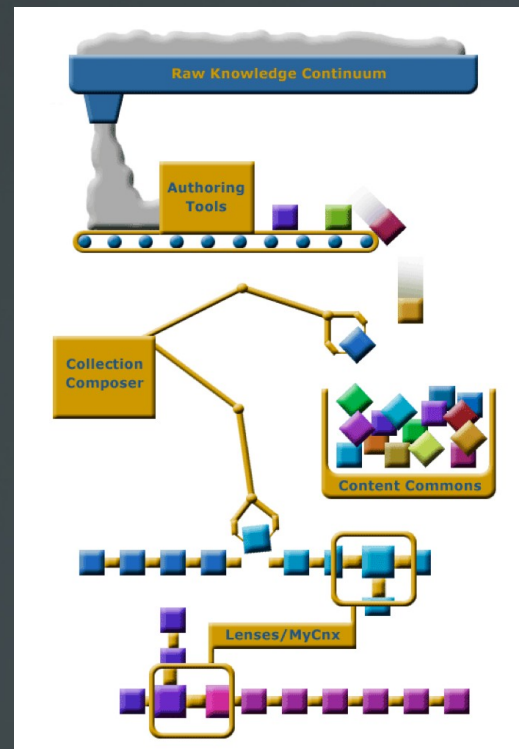 Raw Knowledge Continuum
Authoring
Tools
Collection
Composer
Content Commons
Lenses/MyCnx